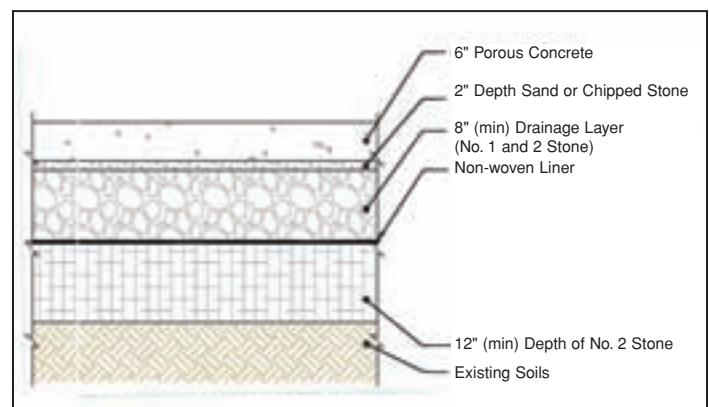 6" Porous Concrete
2" Depth Sand or Chipped Stone
8" (min) Drainage Layer
(No. 1 and 2 Stone)
Non-woven Liner
12" (min) Depth of No. 2 Stone
Existing Soils